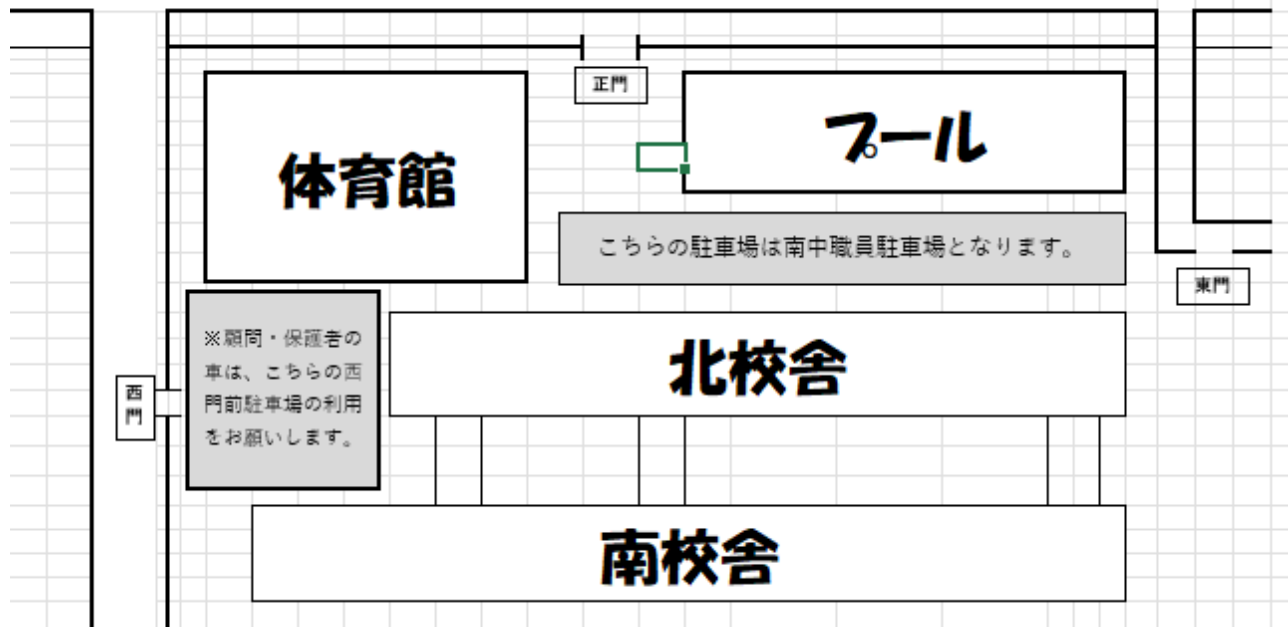 正門
体育館
プール
こちらの駐車場は南中職員駐車場となります。
東門
※顧問・保護者の
車は、こちらの西
門前駐車場の利用
をお願いします。
北校舎
西
門
南校舎